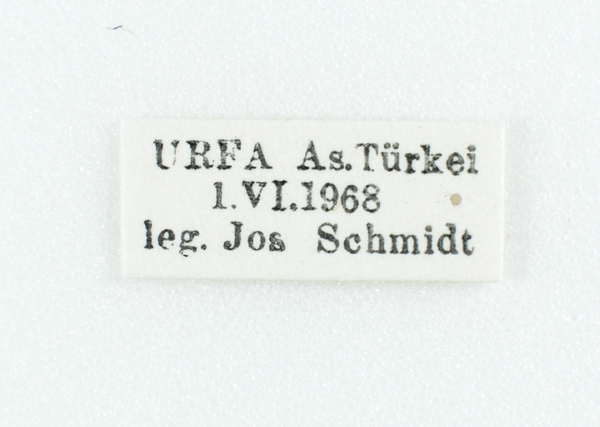 URFA As.Türkei
1.VI.1968
leg. Jos Schmidt